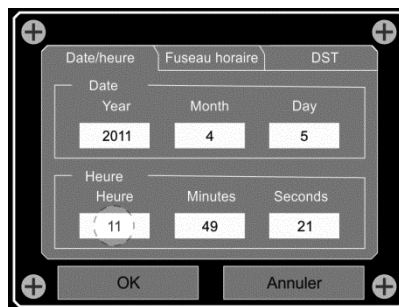 Date/heure Fuseau horaire DST
Date
Year Month Day
2011 4 5
Heure
Heure Minutes Seconds
11 49 21
OK Annuler